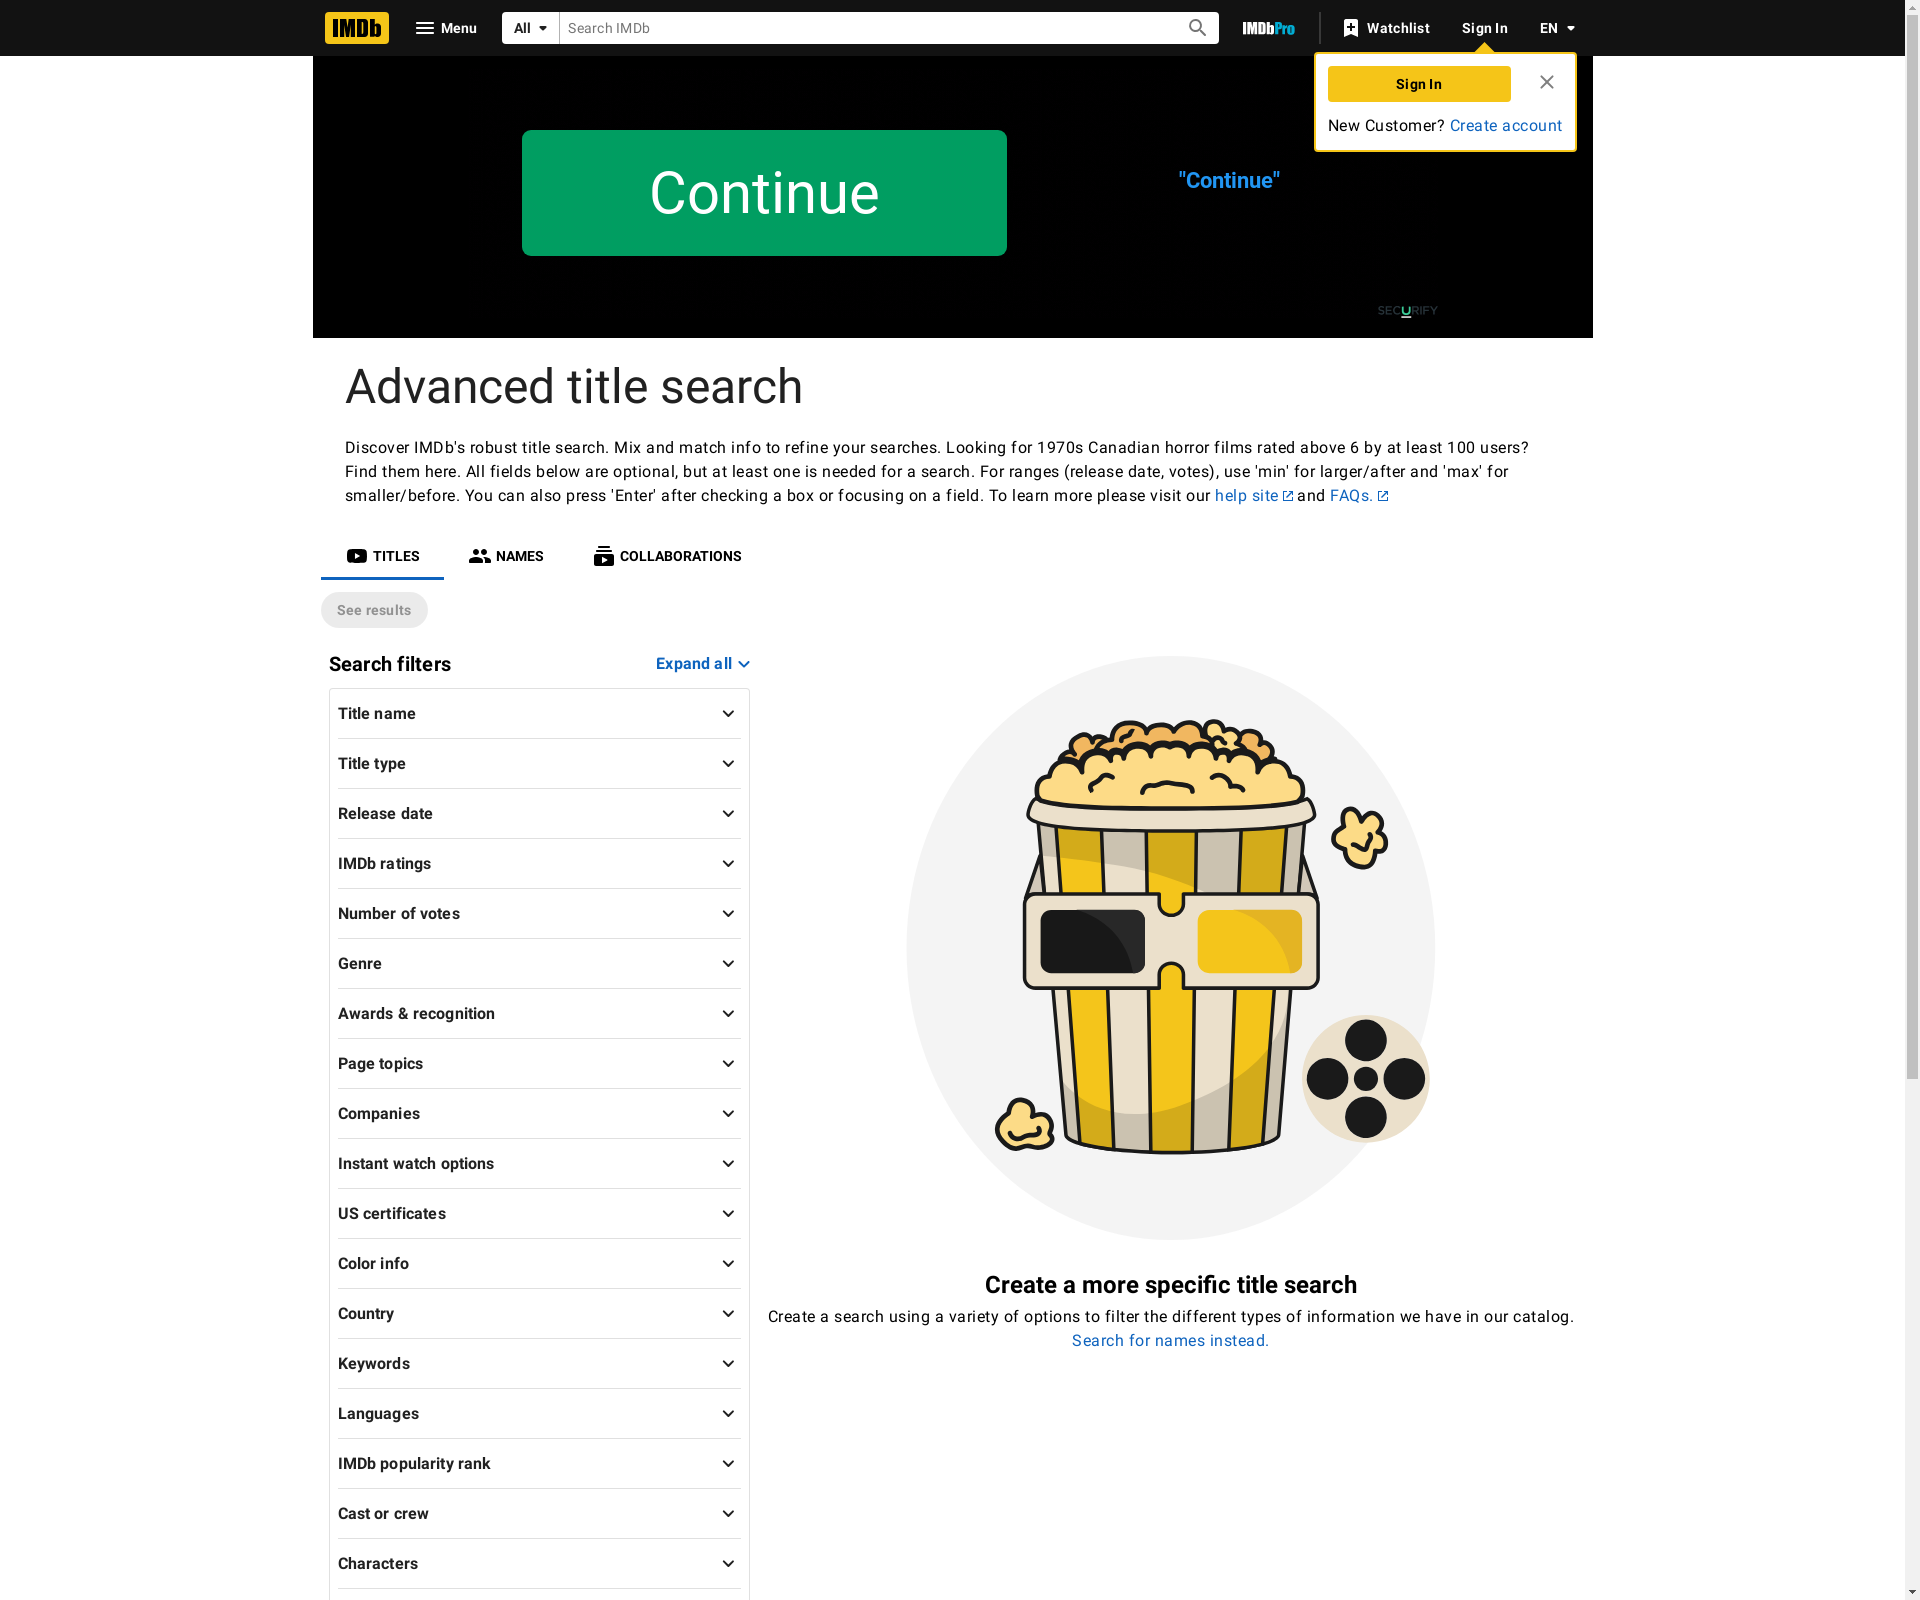 IMDb
Menu
All
Search IMDb
IMDbPro
Watchlist
Sign In
EN
Sign In
New Customer? Create account
Continue
"Continue"
SECURIFY
Advanced title search
Discover IMDb's robust title search. Mix and match info to refine your searches. Looking for 1970s Canadian horror films rated above 6 by at least 100 users?
Find them here. All fields below are optional, but at least one is needed for a search. For ranges (release date, votes), use 'min' for larger/after and 'max' for
smaller/before. You can also press 'Enter' after checking a box or focusing on a field. To learn more please visit our help site and FAQs.
TITLES
NAMES
COLLABORATIONS
See results
Search filters
Expand all
Title name
Title type
Release date
IMDb ratings
Number of votes
Genre
Awards & recognition
Page topics
Companies
Instant watch options
US certificates
Color info
Country
Keywords
Languages
IMDb popularity rank
Cast or crew
Characters
Create a more specific title search
Create a search using a variety of options to filter the different types of information we have in our catalog.
Search for names instead.